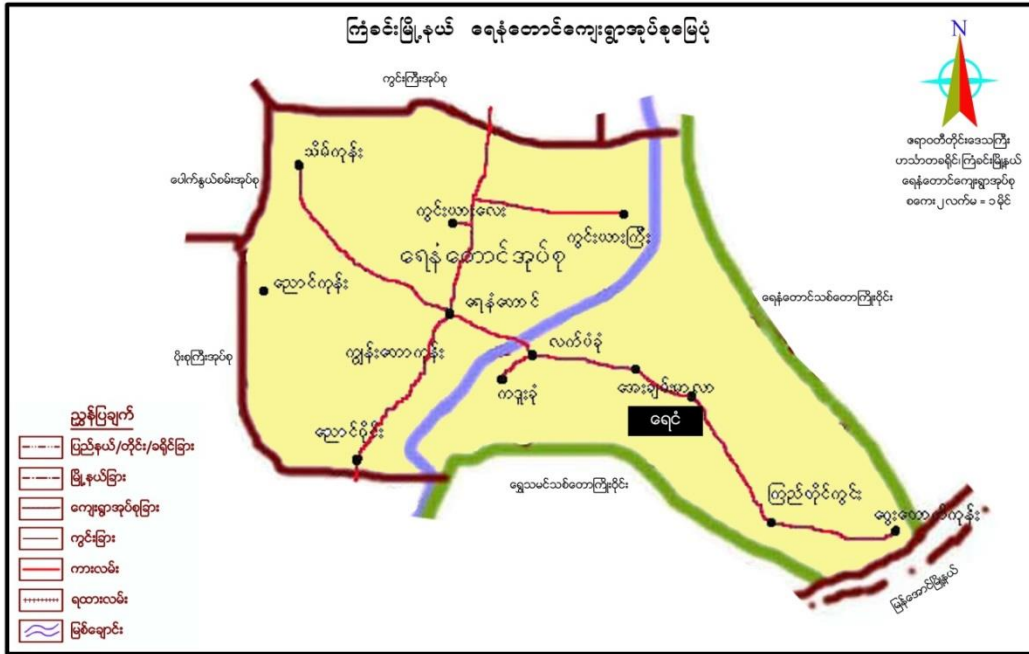 ကြံခင်းမြို့နယ် ရေနံတောင်ကျေးရွာအုပ်စုမြေပုံ
N
ကွင်းကြီးအုပ်စု
ဧရာဝတီတိုင်းဒေသကြီး
ဟင်္သာတခရိုင်၊ကြံခင်းမြို့နယ်
ရေနံတောင်ကျေးရွာအုပ်စု
စကေး ၂ လက်မ = ၁ မိုင်
သိမ်ကုန်း
ပေါက်နွယ်စမ်းအုပ်စု
ကွင်းယားလေး
ကွင်းယားကြီး
ရေနံတောင်အုပ်စု
ညောင်ကုန်း
ရေနံတောင်သစ်တောကြိုးဝိုင်း
ရေနံတောင်
ပိုးစုကြီးအုပ်စု
ကျွန်းတောကုန်း
လက်ပံခုံ
ကဒူးခုံ
အေးချမ်းမာလာ
ရေငံ
ညောင်ဝိုင်း
ရွှေသမင်သစ်တောကြိုးဝိုင်း
ကြည်တိုင်ကွင်း
မြန်အောင်မြို့နယ်
ညွှန်ပြချက်
ပြည်နယ်/တိုင်း/ခရိုင်ခြား
မြို့နယ်ခြား
ကျေးရွာအုပ်စုခြား
ကွင်းခြား
ကားလမ်း
ရထားလမ်း
မြစ်ချောင်း